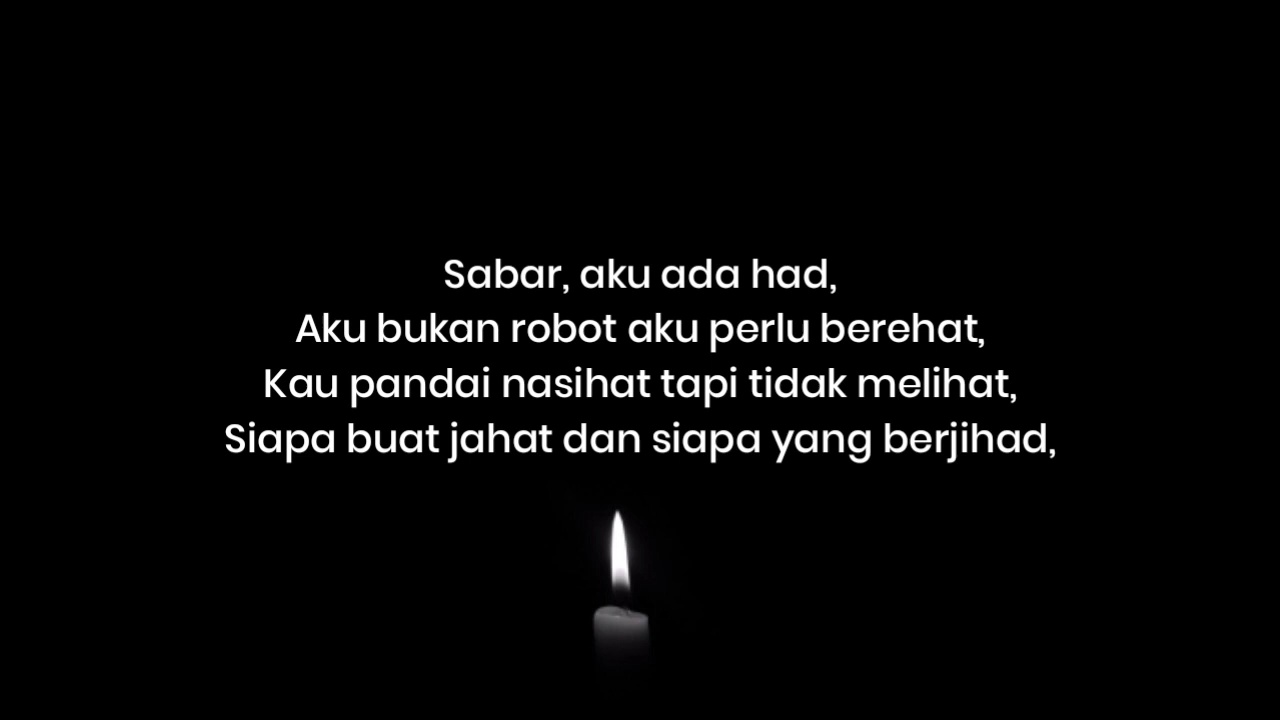 Sabar, aku ada had,
Aku bukan robot aku perlu berehat,
Kau pandai nasihat tapi tidak melihat,
Siapa buat jahat dan siapa yang berjihad,